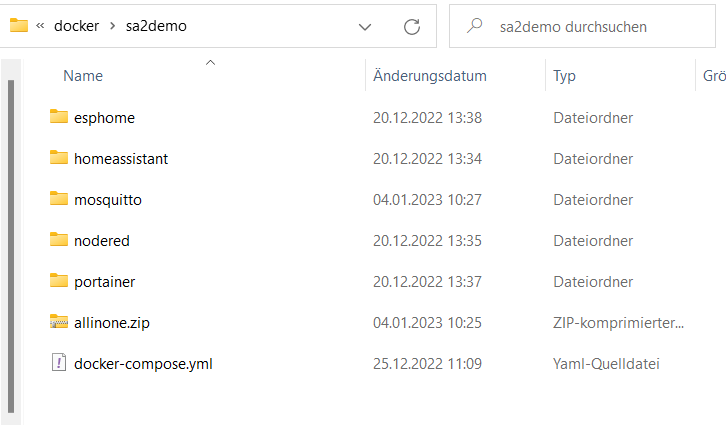 « docker › sa2demo sa2demo durchsuchen
Name Änderungsdatum Typ Grö
esphome 20.12.2022 13:38 Dateiordner
homeassistant 20.12.2022 13:34 Dateiordner
mosquitto 04.01.2023 10:27 Dateiordner
nodered 20.12.2022 13:35 Dateiordner
portainer 20.12.2022 13:37 Dateiordner
allinone.zip 04.01.2023 10:25 ZIP-komprimierter...
docker-compose.yml 25.12.2022 11:09 Yaml-Quelldatei